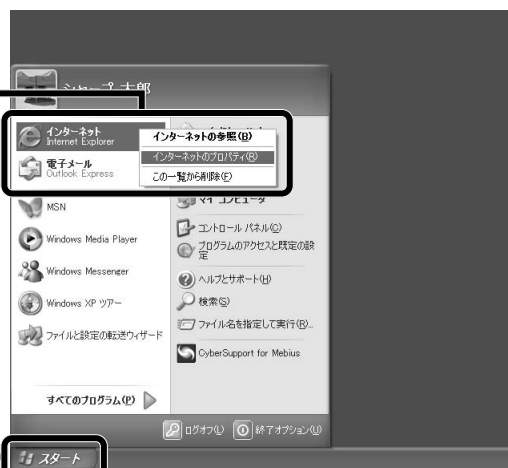 シャープ 太郎
インターネット
Internet Explorer
電子メール
Outlook Express
インターネットの参照(B)
インターネットのプロパティ(R)
この一覧から削除(F)
MSN
Windows Media Player
Windows Messenger
Windows XP ツアー
ファイルと設定の転送ウィザード
すべてのプログラム(P)
マイ コンピュータ
コントロール パネル(C)
プログラムのアクセスと既定の設
定
ヘルプとサポート(H)
検索(S)
ファイル名を指定して実行(R)...
CyberSupport for Mebius
ログオフ(L)
終了オプション(U)
スタート